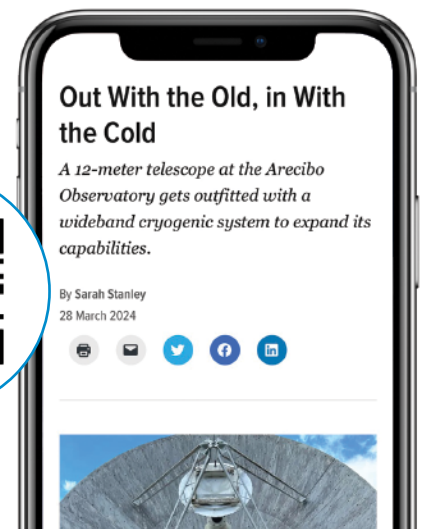 Out With the Old, in With
the Cold
A 12-meter telescope at the Arecibo
Observatory gets outfitted with a
wideband cryogenic system to expand its
capabilities.
By Sarah Stanley
28 March 2024
in